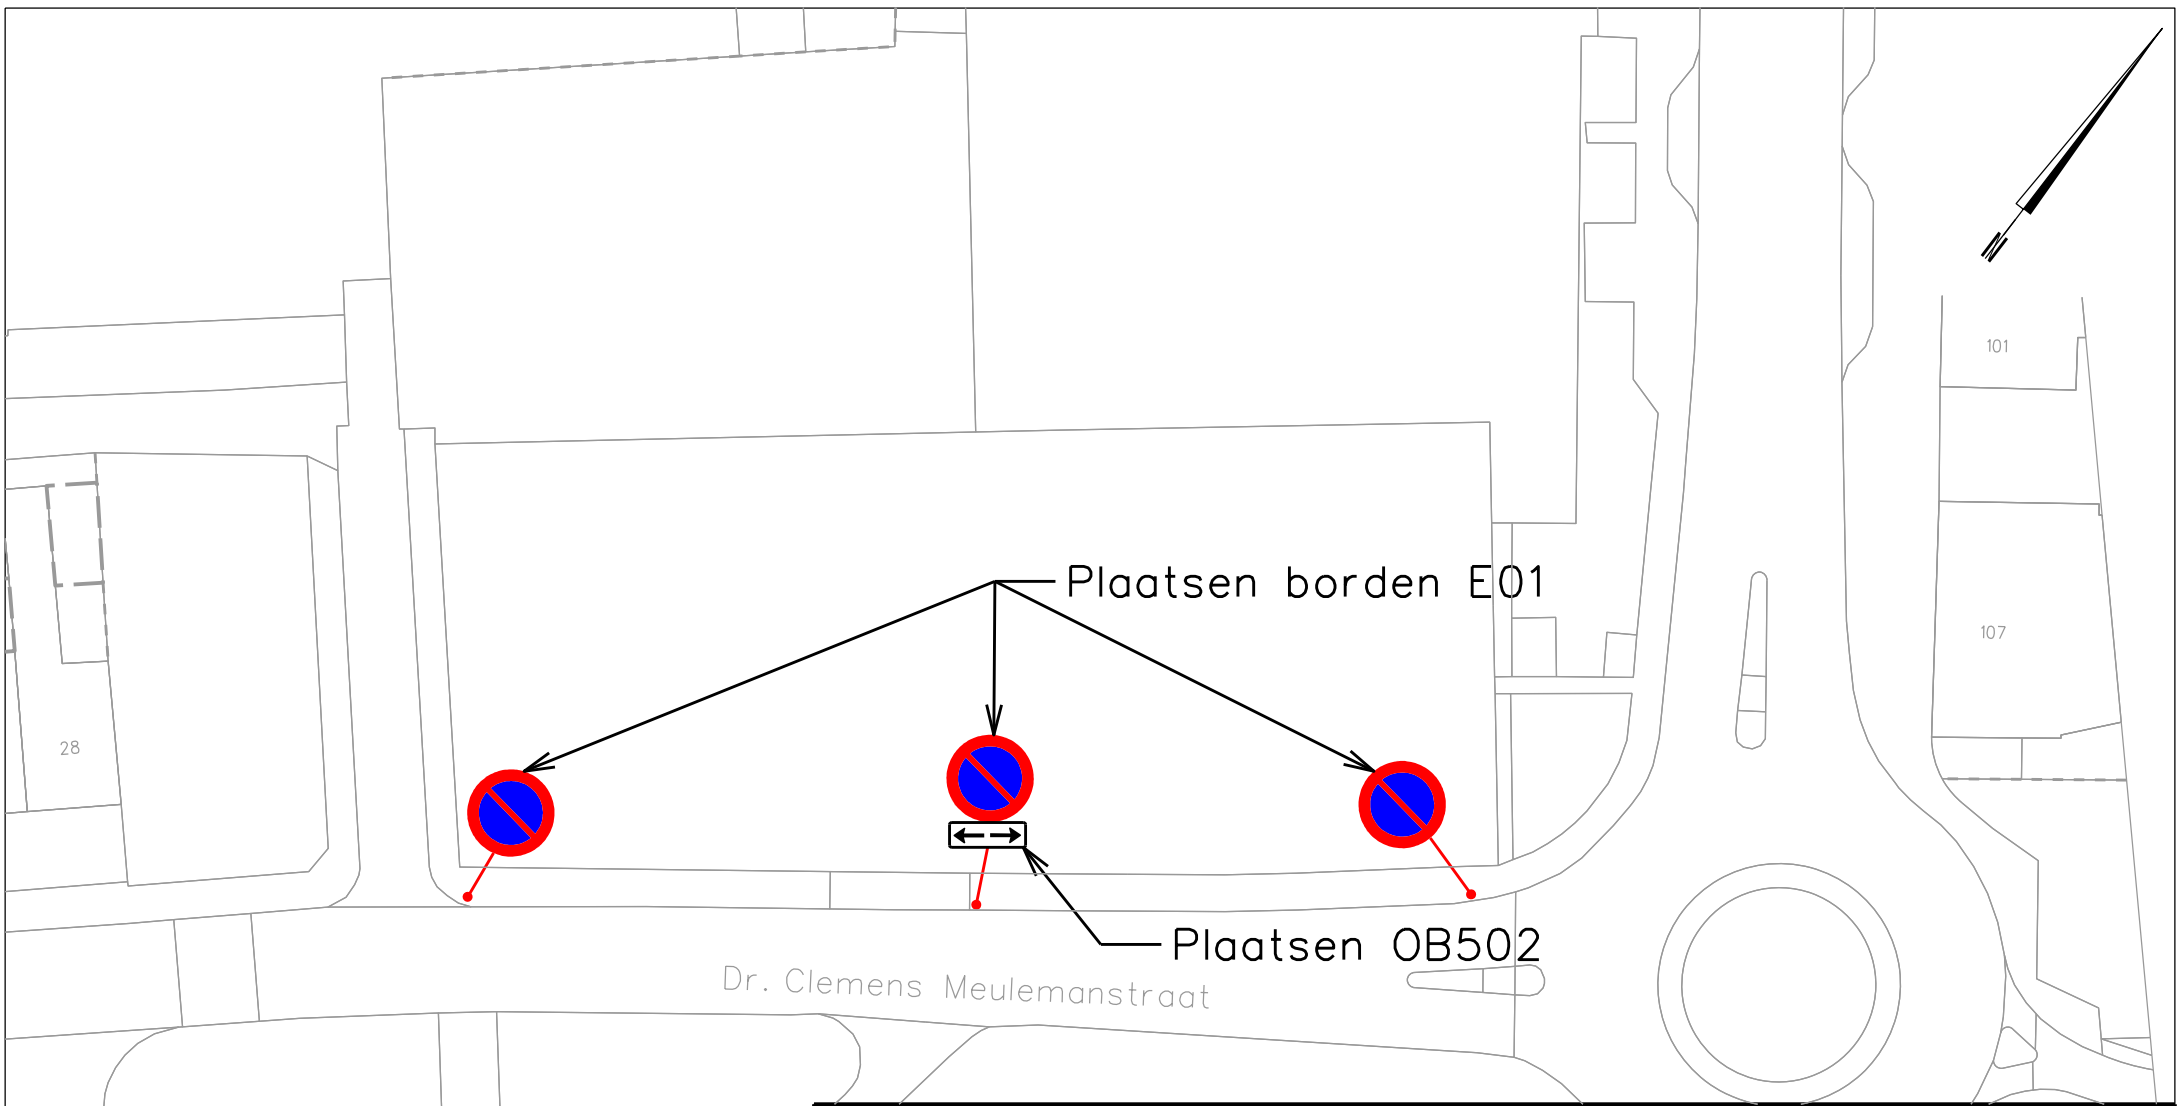 101
Plaatsen borden E01
107
28
Plaatsen OB502
Dr. Clemens Meulemanstraat